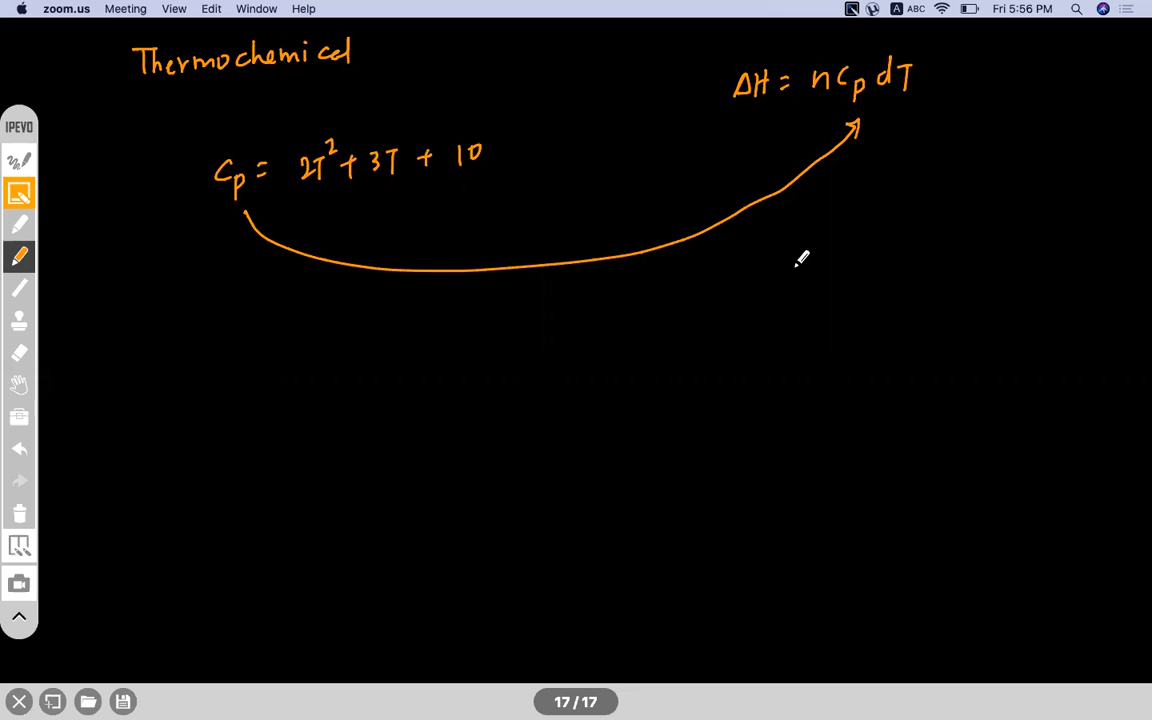 zoom.us Meeting View Edit Window Help A ABC Fri 5:56 PM
Thermochemical
ΔH = nCp dT
IPEVO
Cp = 2T² + 3T + 10
17 / 17